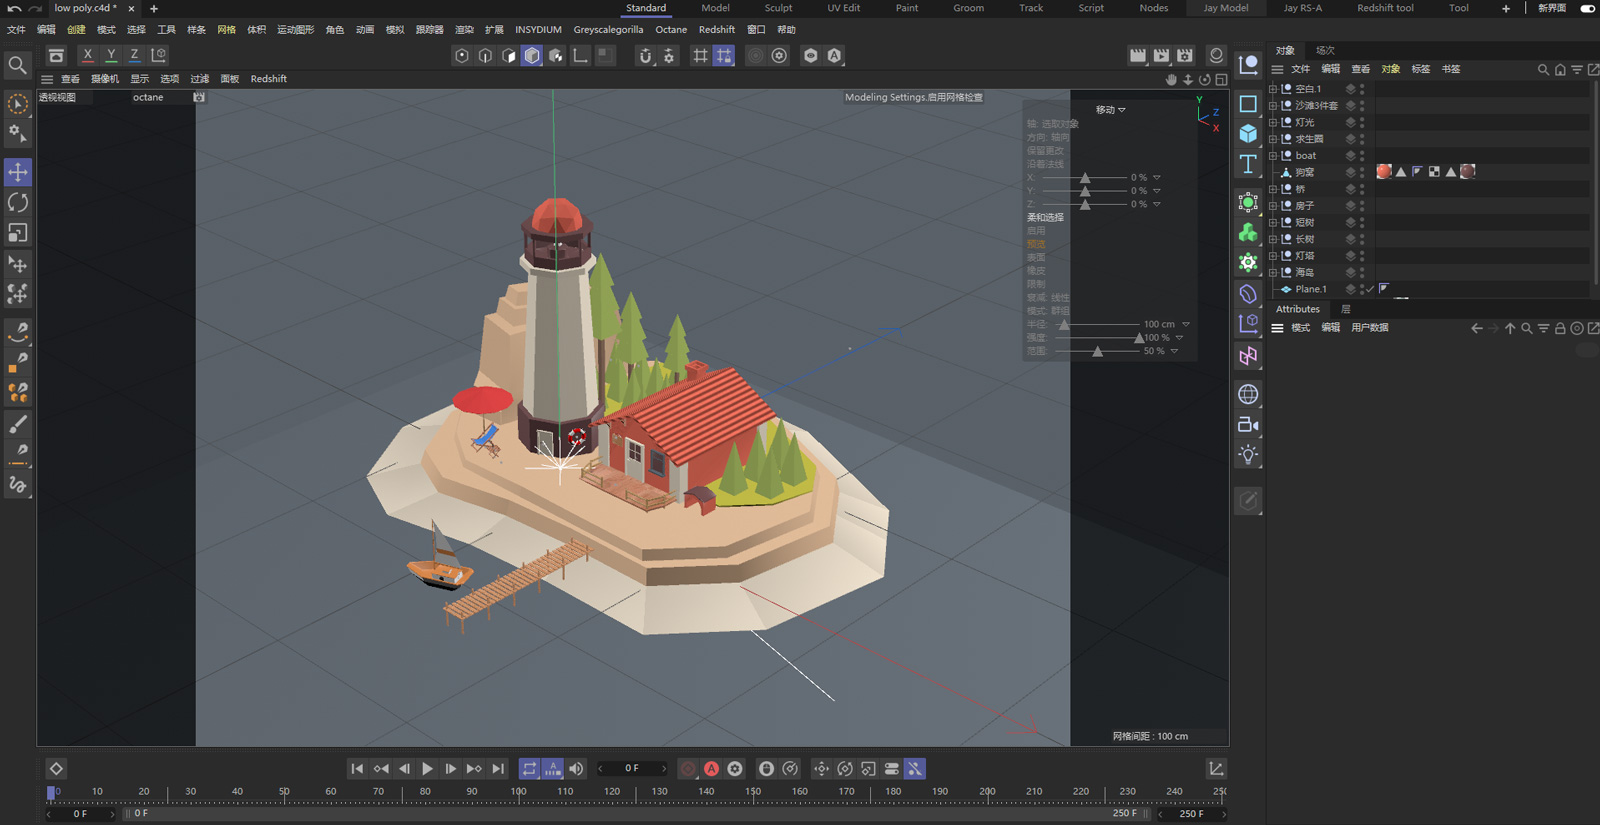 low poly.c4d *
Standard
Model
Sculpt
UV Edit
Paint
Groom
Track
Script
Nodes
Jay Model
Jay RS-A
Redshift tool
Tool
新界面
文件 编辑 创建 模式 选择 工具 样条 网格 体积 运动图形 角色 动画 模拟 跟踪器 渲染 扩展 INSYDIUM Greyscalegorilla Octane Redshift 窗口 帮助
X Y Z
查看 摄像机 显示 选项 过滤 面板 Redshift
透视视图
octane
Modeling Settings.启用网格检查
移动
轴: 选取对象
方向: 轴向
保留更改
沿着法线
X: 0 %
Y: 0 %
Z: 0 %
柔和选择
启用
预览
表面
橡皮
限制
衰减: 线性
模式: 群组
半径: 100 cm
强度: 100 %
范围: 50 %
Y
Z
X
网格间距 : 100 cm
对象 场次
文件 编辑 查看 对象 标签 书签
空白.1
沙滩3件套
灯光
求生圈
boat
狗窝
桥
房子
短树
长树
灯塔
海岛
Plane.1
Attributes 层
模式 编辑 用户数据
0 F
0 10 20 30 40 50 60 70 80 90 100 110 120 130 140 150 160 170 180 190 200 210 220 230 240 25
0 F
0 F
250 F
250 F